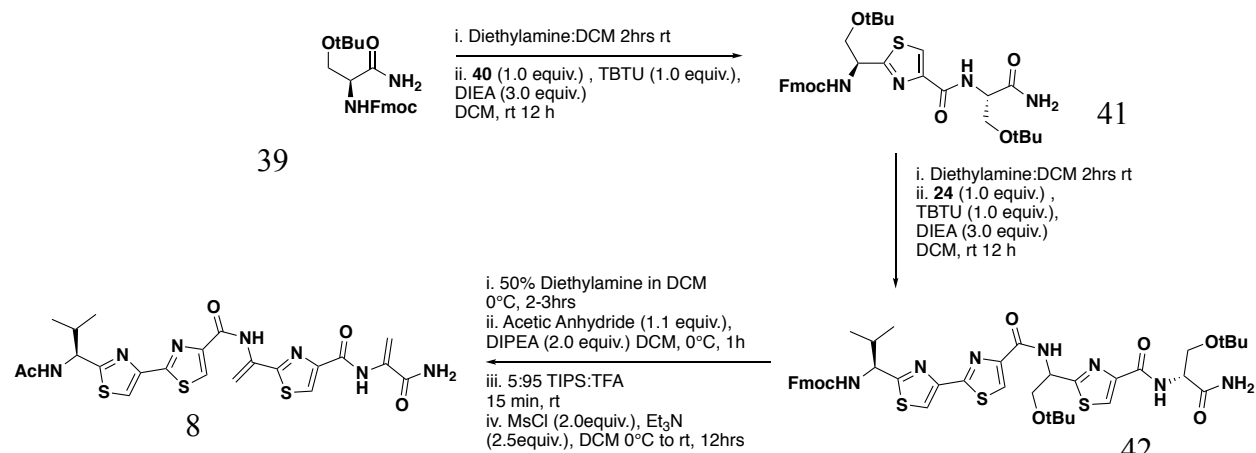 OtBu
O
NH2
NHFmoc
39
i. Diethylamine:DCM 2hrs rt
ii. 40 (1.0 equiv.) , TBTU (1.0 equiv.),
DIEA (3.0 equiv.)
DCM, rt 12 h
OtBu
S
N
FmocHN
H
N
O
O
NH2
OtBu
41
i. Diethylamine:DCM 2hrs rt
ii. 24 (1.0 equiv.) ,
TBTU (1.0 equiv.),
DIEA (3.0 equiv.)
DCM, rt 12 h
i. 50% Diethylamine in DCM
0°C, 2-3hrs
ii. Acetic Anhydride (1.1 equiv.),
DIPEA (2.0 equiv.) DCM, 0°C, 1h
iii. 5:95 TIPS:TFA
15 min, rt
iv. MsCl (2.0equiv.), Et3N
(2.5equiv.), DCM 0°C to rt, 12hrs
O
H
N
N
N
N
O
AcHN
S
S
S
N
H
NH2
O
8
O
H
N
OtBu
N
N
N
O
FmocHN
S
S
S
N
H
NH2
O
OtBu
42